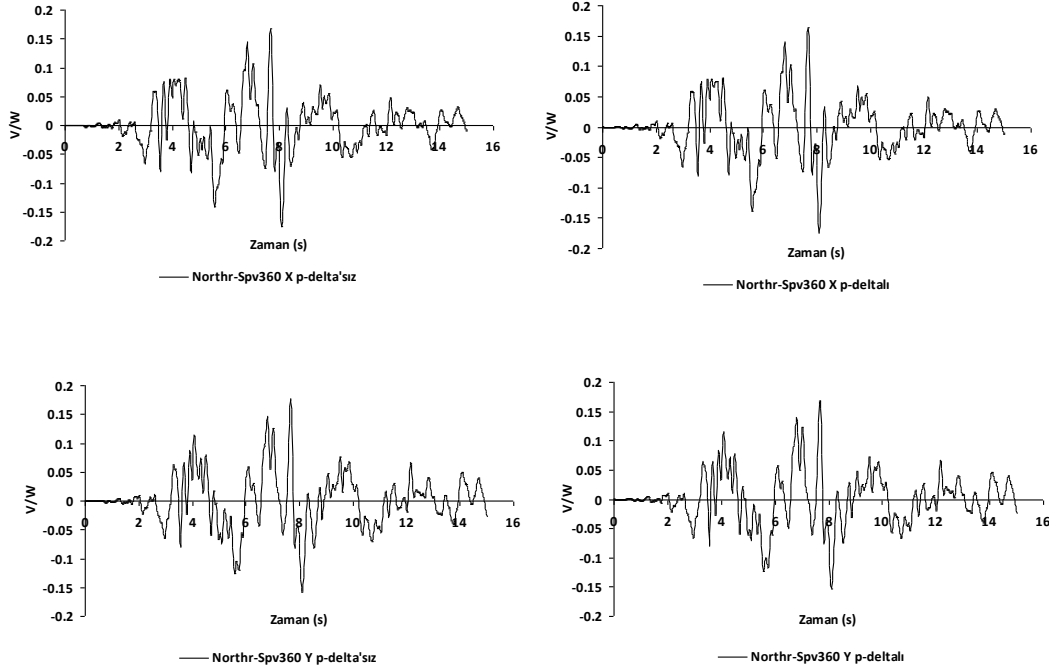 0.2
0.15
0.1
0.05
0
-0.05
-0.1
-0.15
-0.2
0 2 4 6 8 10 12 14 16
V/W
Zaman (s)
Northr-Spv360 X p-delta'sız
0.2
0.15
0.1
0.05
0
-0.05
-0.1
-0.15
-0.2
0 2 4 6 8 10 12 14 16
V/W
Zaman (s)
Northr-Spv360 X p-deltalı
0.2
0.15
0.1
0.05
0
-0.05
-0.1
-0.15
-0.2
0 2 4 6 8 10 12 14 16
V/W
Zaman (s)
Northr-Spv360 Y p-delta'sız
0.2
0.15
0.1
0.05
0
-0.05
-0.1
-0.15
-0.2
0 2 4 6 8 10 12 14 16
V/W
Zaman (s)
Northr-Spv360 Y p-deltalı